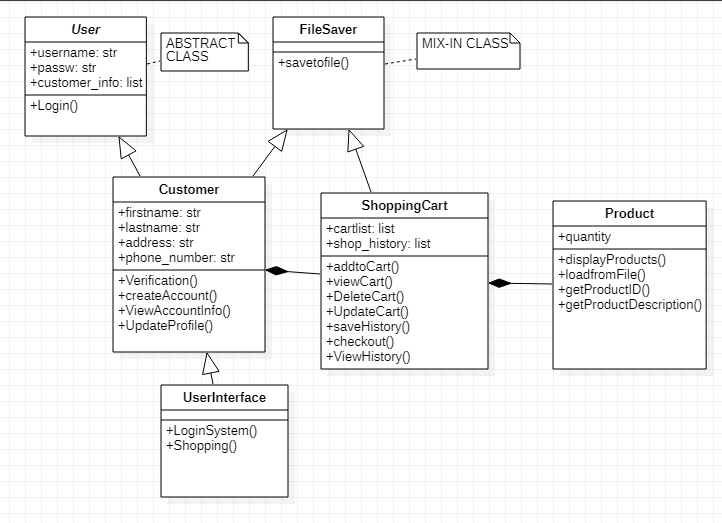 User
+username: str
+passw: str
+customer_info: list
+Login()
ABSTRACT
CLASS
FileSaver
+savetofile()
MIX-IN CLASS
Customer
+firstname: str
+lastname: str
+address: str
+phone_number: str
+Verification()
+createAccount()
+ViewAccountInfo()
+UpdateProfile()
ShoppingCart
+cartlist: list
+shop_history: list
+addtoCart()
+viewCart()
+DeleteCart()
+UpdateCart()
+saveHistory()
+checkout()
+ViewHistory()
Product
+quantity
+displayProducts()
+loadfromFile()
+getProductID()
+getProductDescription()
UserInterface
+LoginSystem()
+Shopping()